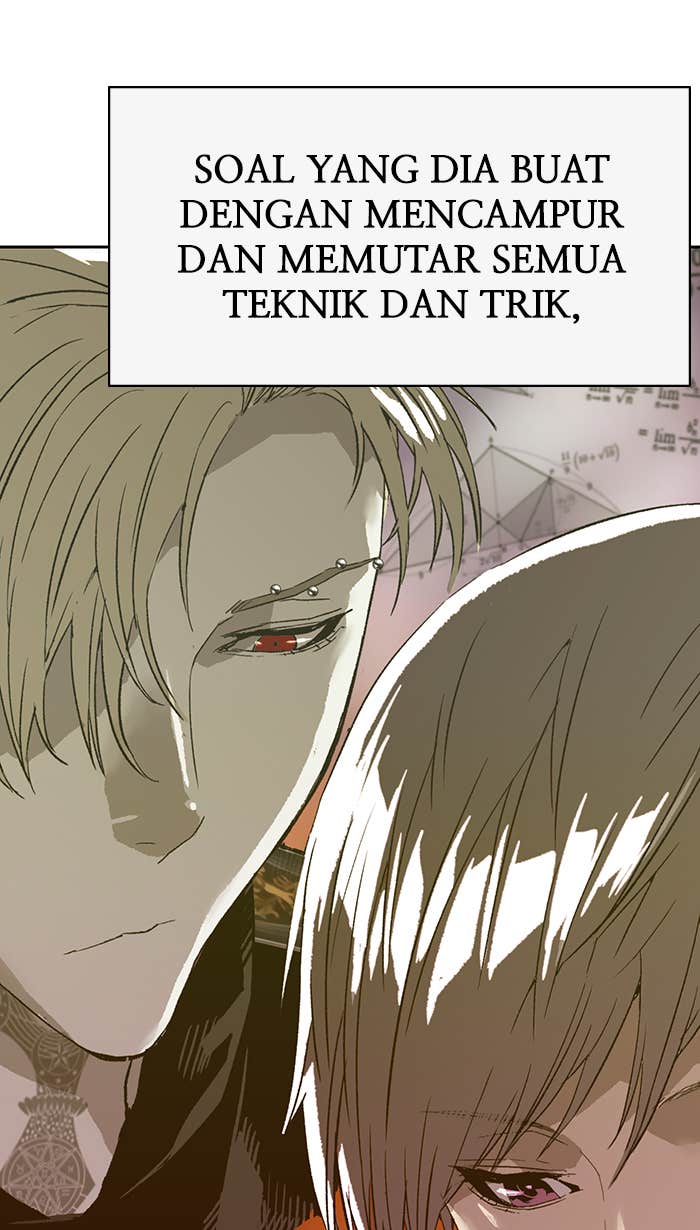 SOAL YANG DIA BUAT
DENGAN MENCAMPUR
DAN MEMUTAR SEMUA
TEKNIK DAN TRIK,